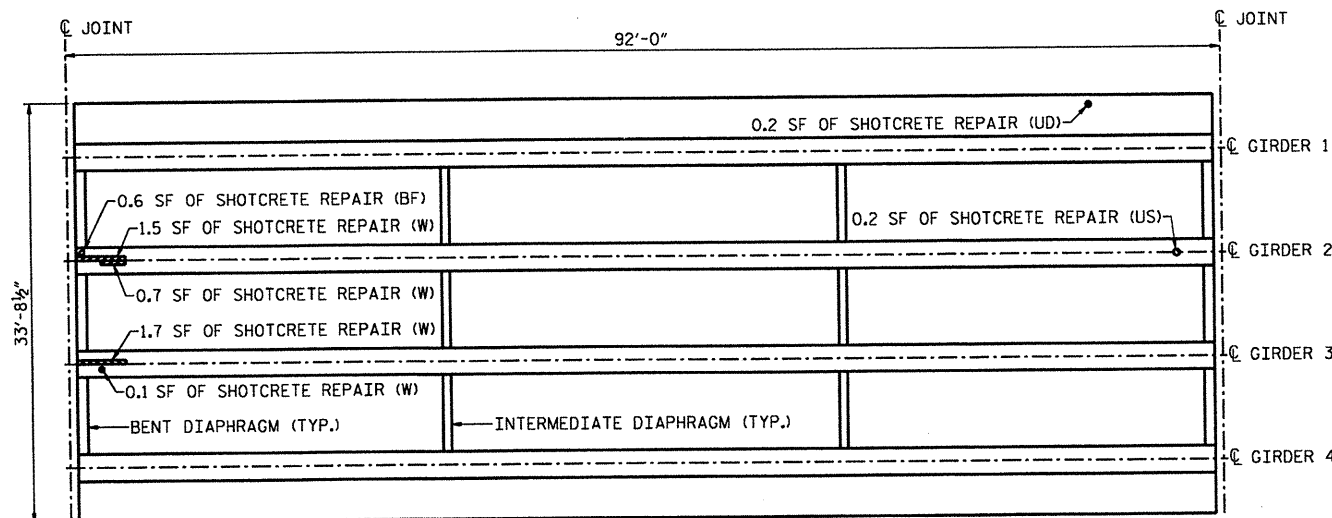 ℄ JOINT
℄ JOINT
92'-0"
0.2 SF OF SHOTCRETE REPAIR (UD)
℄ GIRDER 1
0.6 SF OF SHOTCRETE REPAIR (BF)
1.5 SF OF SHOTCRETE REPAIR (W)
0.2 SF OF SHOTCRETE REPAIR (US)
℄ GIRDER 2
0.7 SF OF SHOTCRETE REPAIR (W)
33'-8½"
1.7 SF OF SHOTCRETE REPAIR (W)
℄ GIRDER 3
0.1 SF OF SHOTCRETE REPAIR (W)
BENT DIAPHRAGM (TYP.)
INTERMEDIATE DIAPHRAGM (TYP.)
℄ GIRDER 4